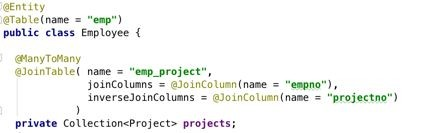 @Entity
@Table(name = "emp")
public class Employee {
@ManyToMany
@JoinTable( name = "emp_project",
joinColumns = @JoinColumn(name = "empno"),
inverseJoinColumns = @JoinColumn(name = "projectno")
)
private Collection<Project> projects;